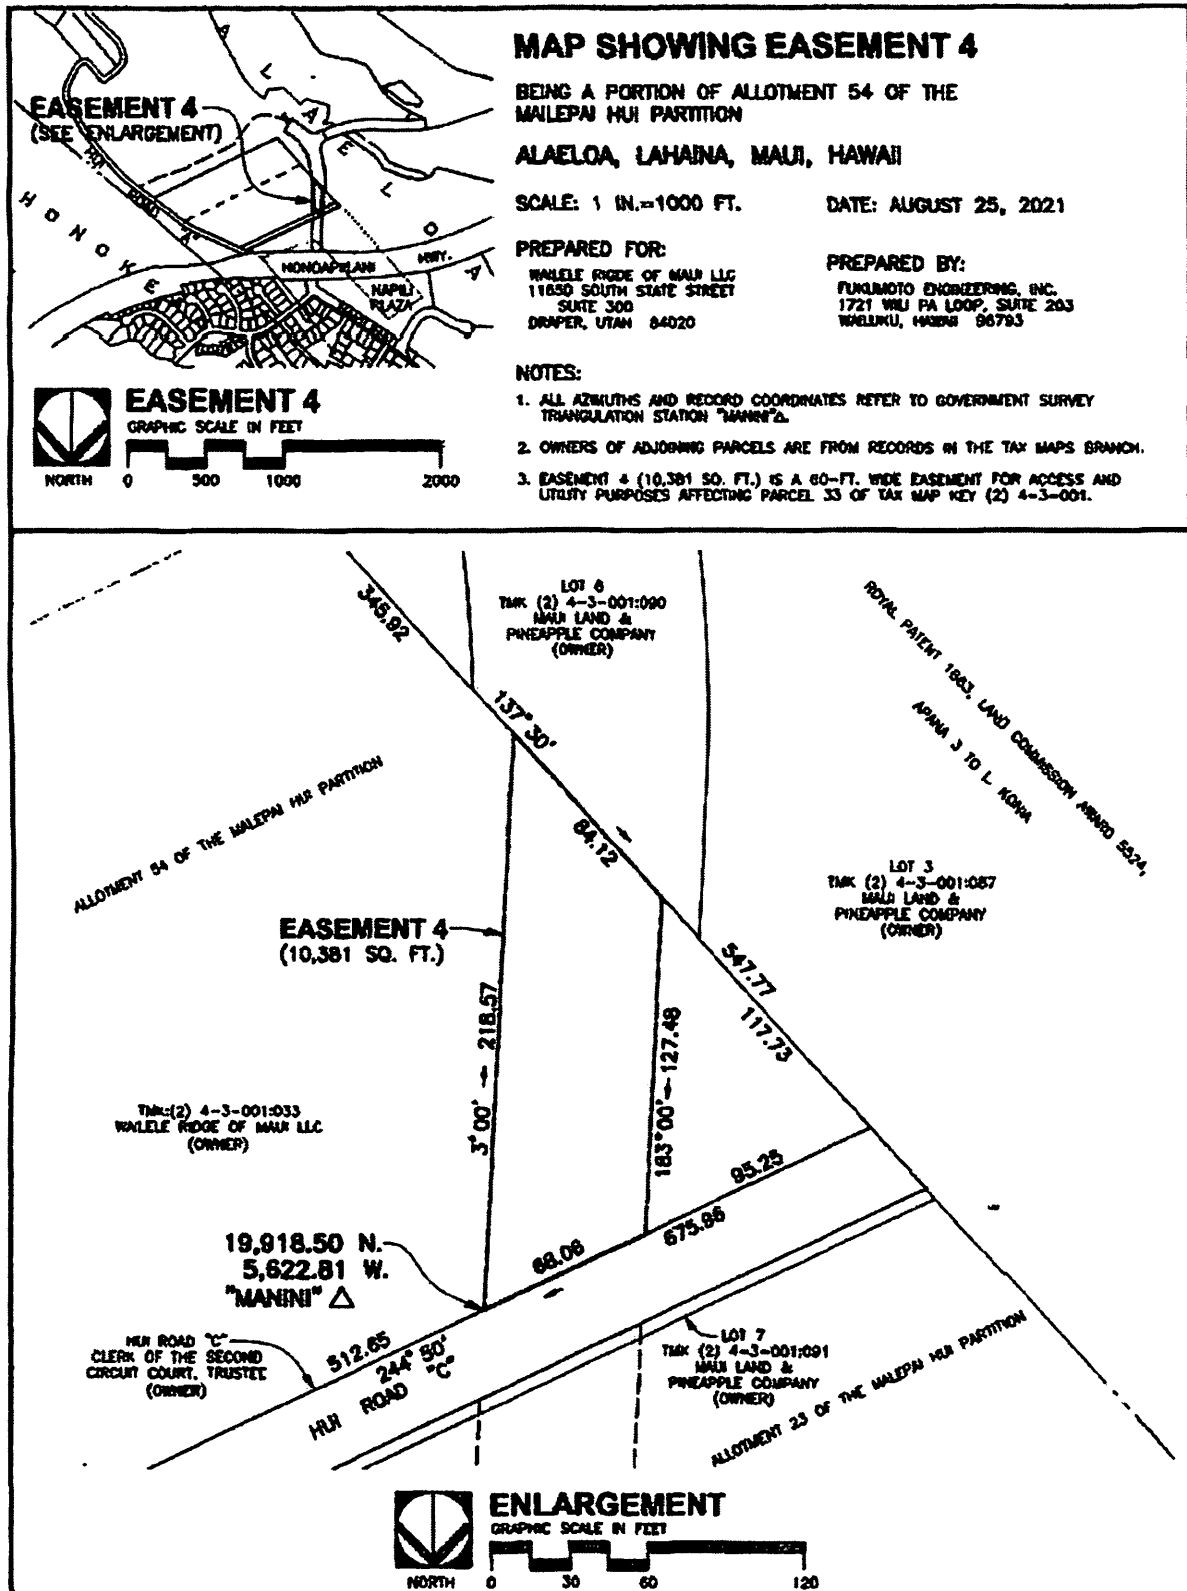 MAP SHOWING EASEMENT 4
BEING A PORTION OF ALLOTMENT 54 OF THE
MAILEPAI HUI PARTITION
ALAELOA, LAHAINA, MAUI, HAWAII
SCALE: 1 IN.=1000 FT.
DATE: AUGUST 25, 2021
PREPARED FOR:
WAILELE RIGDE OF MAUI LLC
11650 SOUTH STATE STREET
SUITE 300
DRAPER, UTAH 84020
PREPARED BY:
FUKUMOTO ENGINEERING, INC.
1721 WILI PA LOOP, SUITE 203
WAILUKU, HAWAII 96793
NOTES:
1. ALL AZIMUTHS AND RECORD COORDINATES REFER TO GOVERNMENT SURVEY
TRIANGULATION STATION "MANINI"△.
2. OWNERS OF ADJOINING PARCELS ARE FROM RECORDS IN THE TAX MAPS BRANCH.
3. EASEMENT 4 (10,381 SQ. FT.) IS A 60-FT. WIDE EASEMENT FOR ACCESS AND
UTILITY PURPOSES AFFECTING PARCEL 33 OF TAX MAP KEY (2) 4-3-001.
EASEMENT 4
(SEE ENLARGEMENT)
ALAELOA
HUI ROAD "A"
HONOKE
HONOAPIILANI HWY.
NAPILI
PLAZA
EASEMENT 4
GRAPHIC SCALE IN FEET
NORTH
0 500 1000 2000
345.92
LOT 6
TMK (2) 4-3-001:090
MAUI LAND &
PINEAPPLE COMPANY
(OWNER)
ROYAL PATENT 1663, LAND COMMISSION AWARD 5524,
APANA 3 TO L. KONIA
137°30'
84.12
ALLOTMENT 54 OF THE MAILEPAI HUI PARTITION
LOT 3
TMK (2) 4-3-001:087
MAUI LAND &
PINEAPPLE COMPANY
(OWNER)
EASEMENT 4
(10,381 SQ. FT.)
547.77
117.73
3°00' 218.57
183°00' 127.48
TMK:(2) 4-3-001:033
WAILELE RIDGE OF MAUI LLC
(OWNER)
95.25
675.96
68.06
19,918.50 N.
5,622.81 W.
"MANINI" △
HUI ROAD "C"
CLERK OF THE SECOND
CIRCUIT COURT, TRUSTEE
(OWNER)
512.65
244°50'
HUI ROAD "C"
LOT 7
TMK (2) 4-3-001:091
MAUI LAND &
PINEAPPLE COMPANY
(OWNER)
ALLOTMENT 23 OF THE MAILEPAI HUI PARTITION
ENLARGEMENT
GRAPHIC SCALE IN FEET
NORTH
0 30 60 120